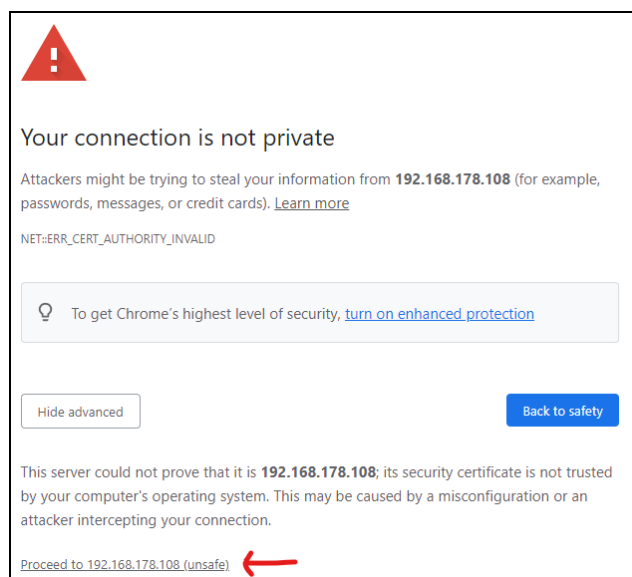 Your connection is not private
Attackers might be trying to steal your information from 192.168.178.108 (for example,
passwords, messages, or credit cards). Learn more
NET::ERR_CERT_AUTHORITY_INVALID
To get Chrome's highest level of security, turn on enhanced protection
Hide advanced
Back to safety
This server could not prove that it is 192.168.178.108; its security certificate is not trusted
by your computer's operating system. This may be caused by a misconfiguration or an
attacker intercepting your connection.
Proceed to 192.168.178.108 (unsafe)